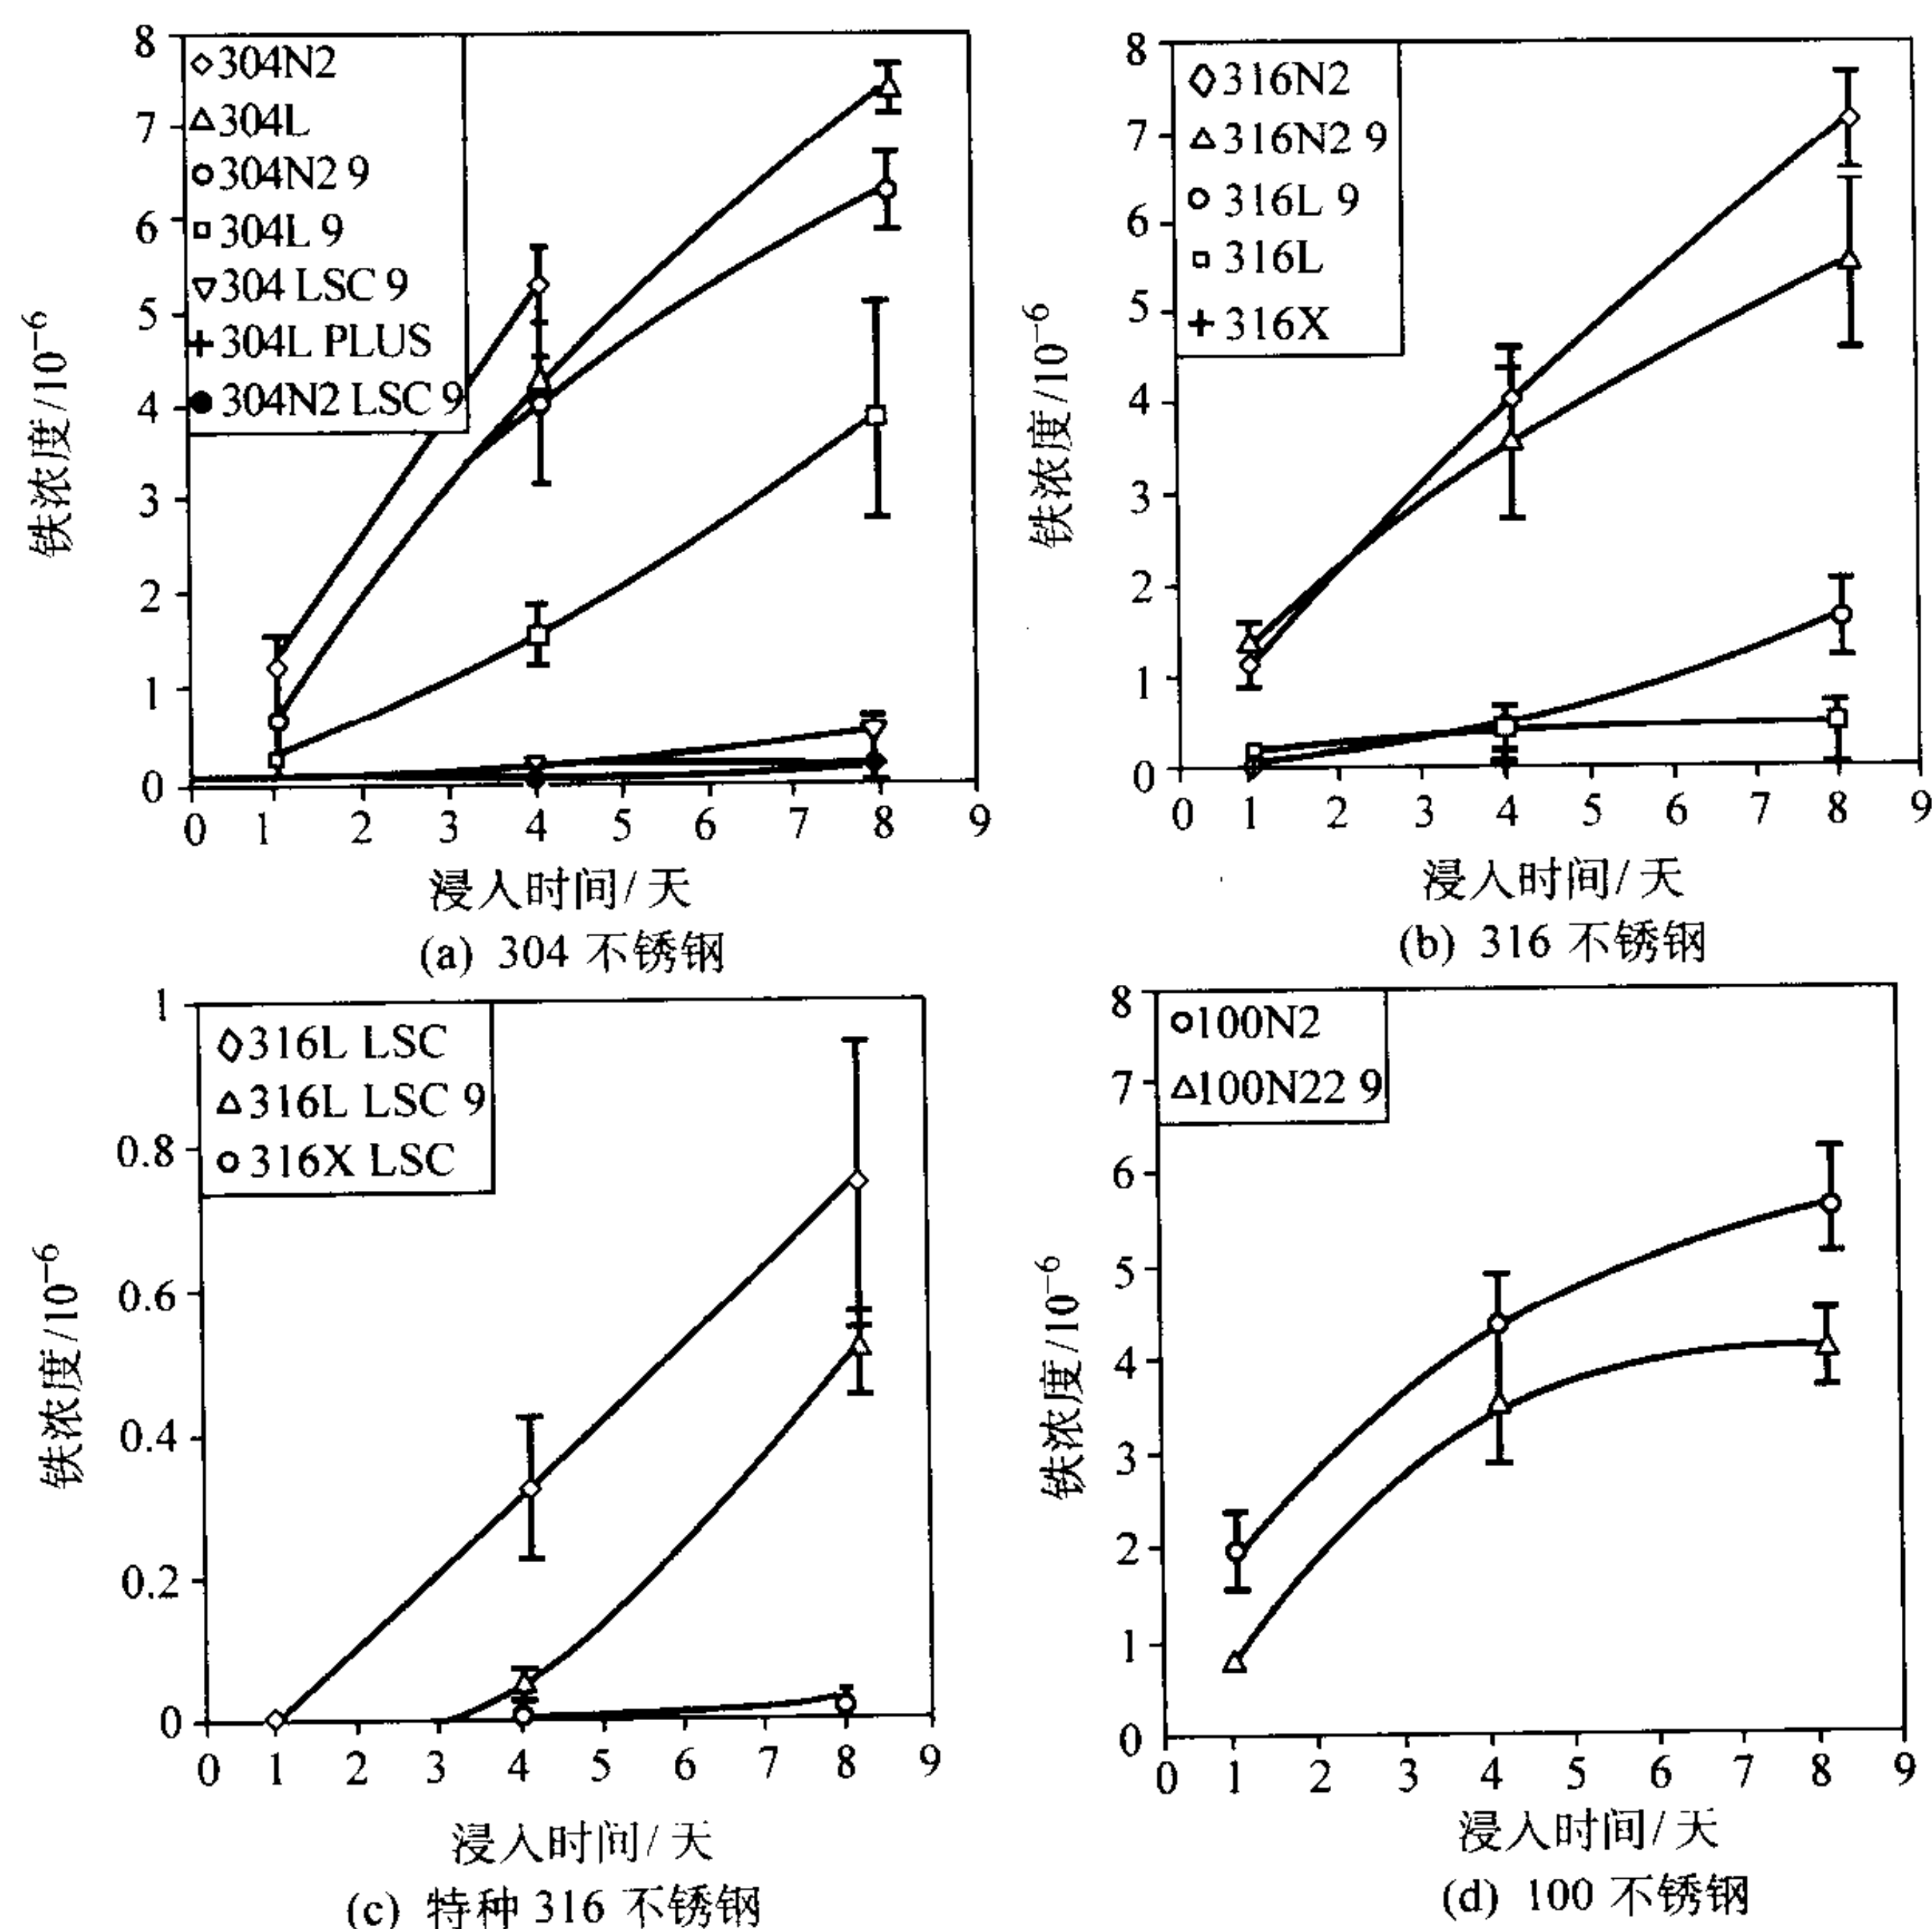 8
7
6
5
4
3
2
1
0
◇304N2
△304L
○304N2 9
□304L 9
▽304 LSC 9
+304L PLUS
●304N2 LSC 9
铁浓度/10⁻⁶
0 1 2 3 4 5 6 7 8 9
浸入时间/天
(a) 304 不锈钢
8
7
6
5
4
3
2
1
0
◇316N2
△316N2 9
○316L 9
□316L
+316X
铁浓度/10⁻⁶
0 1 2 3 4 5 6 7 8 9
浸入时间/天
(b) 316 不锈钢
1
0.8
0.6
0.4
0.2
0
◇316L LSC
△316L LSC 9
○316X LSC
铁浓度/10⁻⁶
0 1 2 3 4 5 6 7 8 9
浸入时间/天
(c) 特种 316 不锈钢
8
7
6
5
4
3
2
1
0
○100N2
△100N22 9
铁浓度/10⁻⁶
0 1 2 3 4 5 6 7 8 9
浸入时间/天
(d) 100 不锈钢